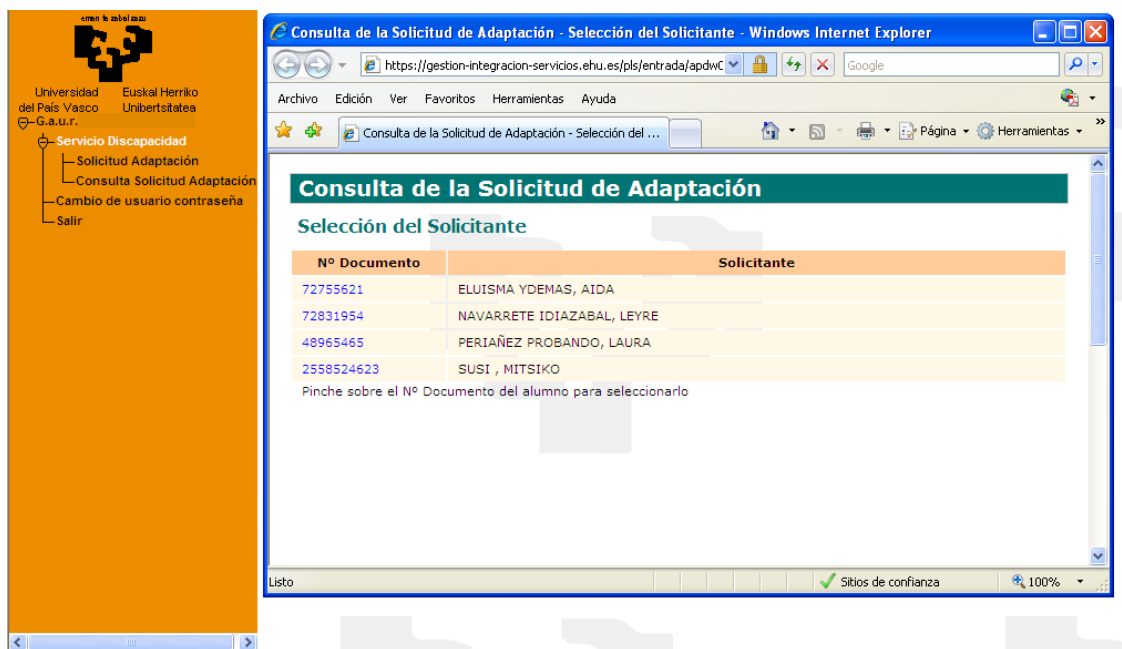 eman ta zabal zazu
Universidad Euskal Herriko
del País Vasco Unibertsitatea
G.a.u.r.
Servicio Discapacidad
Solicitud Adaptación
Consulta Solicitud Adaptación
Cambio de usuario contraseña
Salir
Consulta de la Solicitud de Adaptación - Selección del Solicitante - Windows Internet Explorer
https://gestion-integracion-servicios.ehu.es/pls/entrada/apdw
Google
Archivo Edición Ver Favoritos Herramientas Ayuda
Consulta de la Solicitud de Adaptación - Selección del ...
Página Herramientas »
Consulta de la Solicitud de Adaptación
Selección del Solicitante
Nº Documento Solicitante
72755621 ELUISMA YDEMAS, AIDA
72831954 NAVARRETE IDIAZABAL, LEYRE
48965465 PERIAÑEZ PROBANDO, LAURA
2558524623 SUSI , MITSIKO
Pinche sobre el Nº Documento del alumno para seleccionarlo
Listo Sitios de confianza 100%